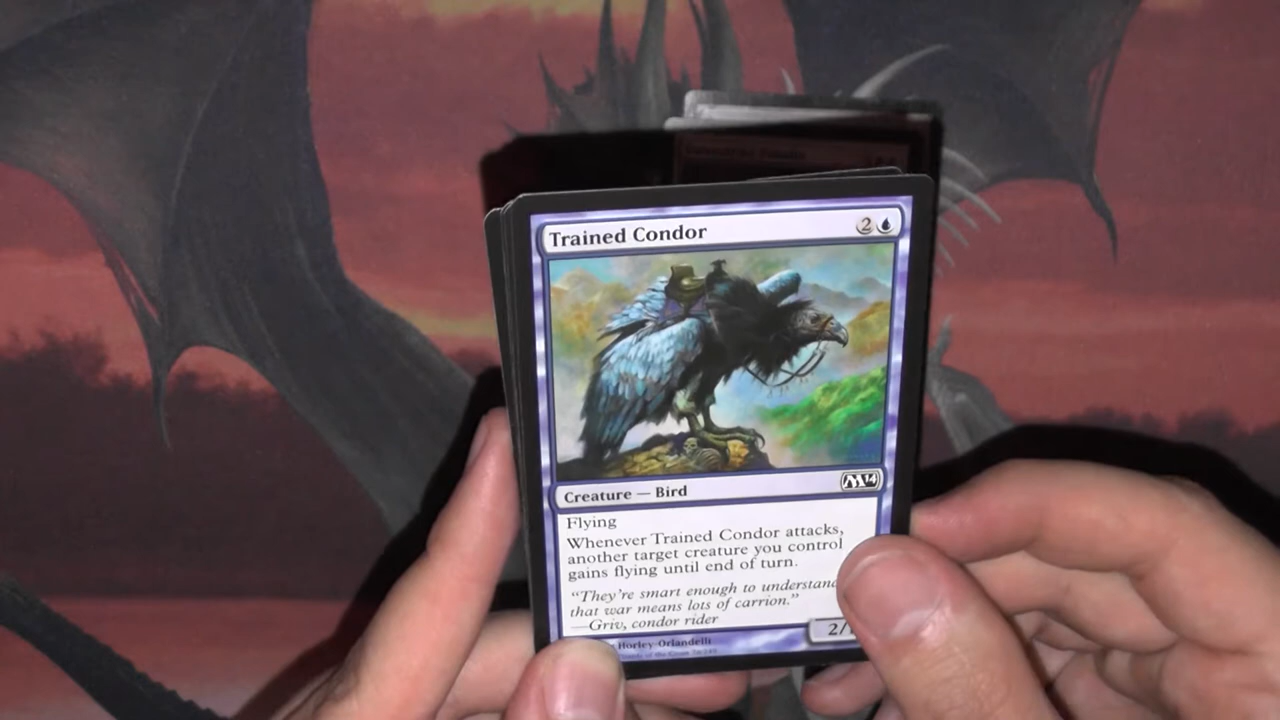 Trained Condor 2
Creature — Bird M14
Flying
Whenever Trained Condor attacks,
another target creature you control
gains flying until end of turn.
“They're smart enough to understand
that war means lots of carrion.”
—Griv, condor rider
2/
Horley-Orlandelli